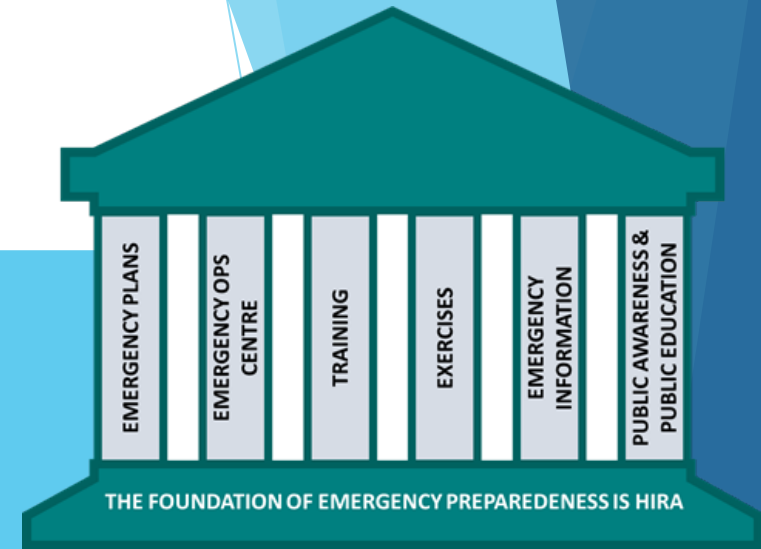 EMERGENCY PLANS
EMERGENCY OPS
CENTRE
TRAINING
EXERCISES
EMERGENCY
INFORMATION
PUBLIC AWARENESS &
PUBLIC EDUCATION
THE FOUNDATION OF EMERGENCY PREPAREDENESS IS HIRA